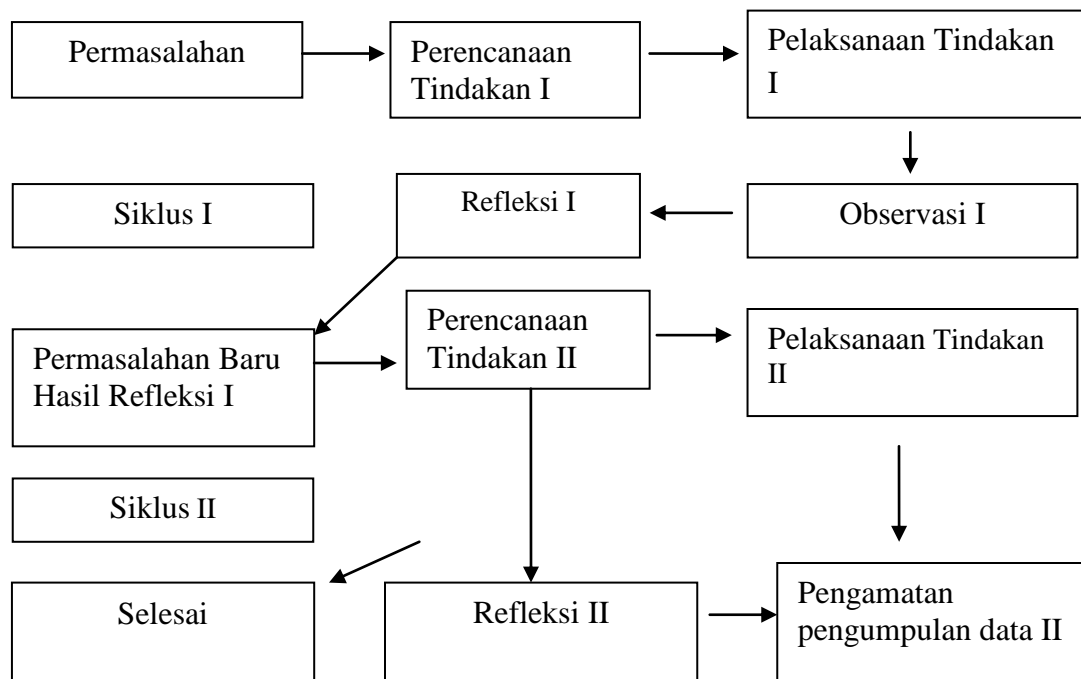 Permasalahan
Perencanaan
Tindakan I
Pelaksanaan Tindakan
I
Siklus I
Refleksi I
Observasi I
Permasalahan Baru
Hasil Refleksi I
Perencanaan
Tindakan II
Pelaksanaan Tindakan
II
Siklus II
Selesai
Refleksi II
Pengamatan
pengumpulan data II